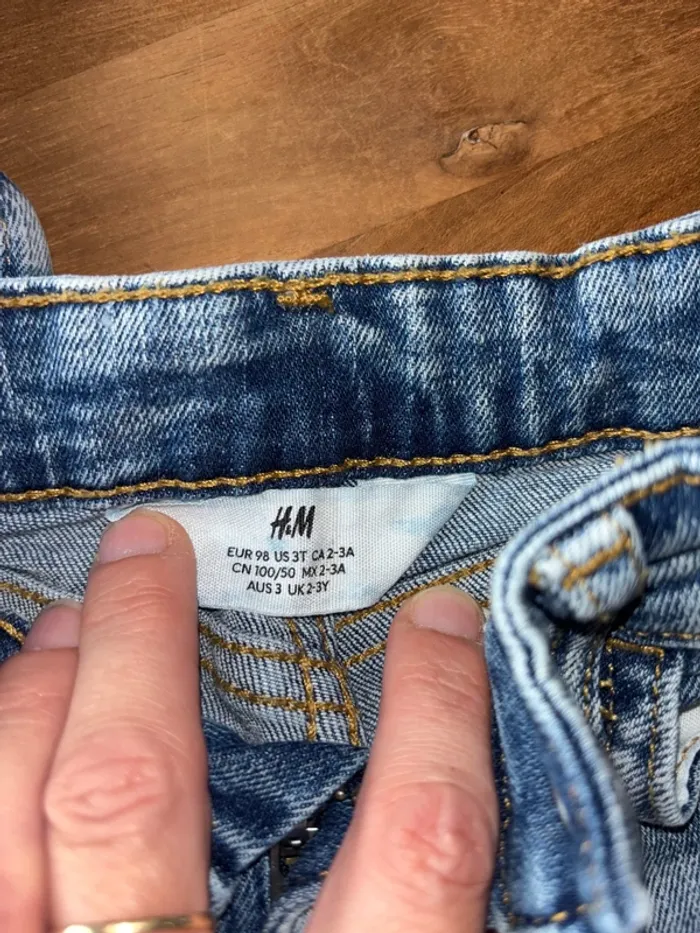 H&M
EUR 98 US 3T CA 2-3A
CN 100/50 MX 2-3A
AUS 3 UK 2-3Y